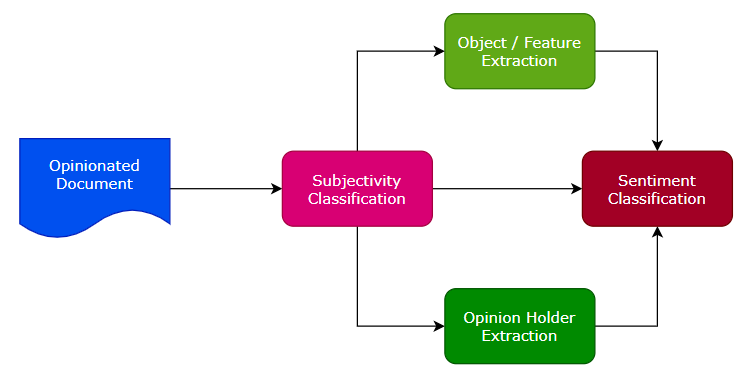 Object / Feature
Extraction
Opinionated
Document
Subjectivity
Classification
Sentiment
Classification
Opinion Holder
Extraction